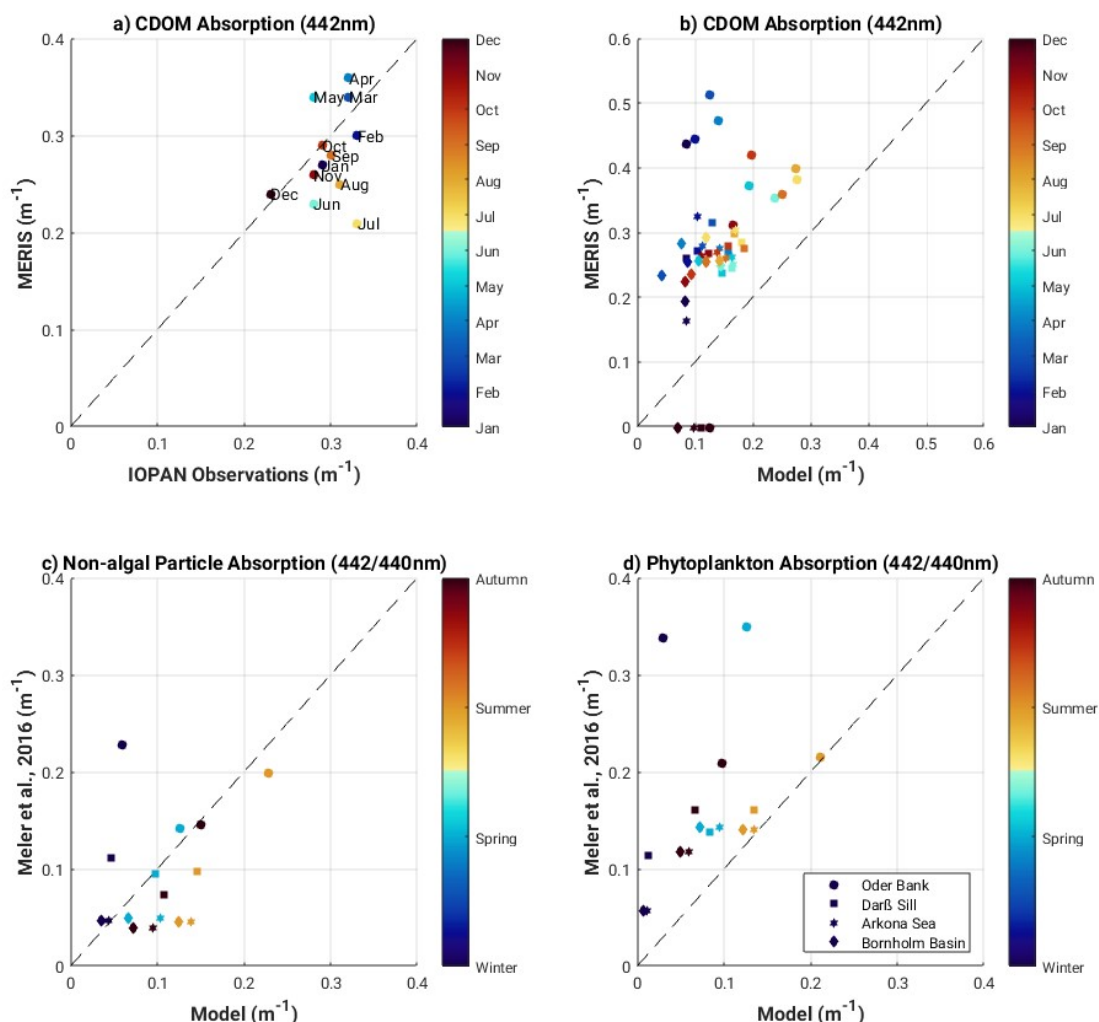 a) CDOM Absorption (442nm)
0.4
0.3
0.2
0.1
0
0
0.1
0.2
0.3
0.4
MERIS (m-1)
IOPAN Observations (m-1)
Apr
May
Mar
Feb
Oct
Sep
Jan
Nov
Aug
Dec
Jun
Jul
Dec
Nov
Oct
Sep
Aug
Jul
Jun
May
Apr
Mar
Feb
Jan
b) CDOM Absorption (442nm)
0.6
0.5
0.4
0.3
0.2
0.1
0
0
0.1
0.2
0.3
0.4
0.5
0.6
MERIS (m-1)
Model (m-1)
Dec
Nov
Oct
Sep
Aug
Jul
Jun
May
Apr
Mar
Feb
Jan
c) Non-algal Particle Absorption (442/440nm)
0.4
0.3
0.2
0.1
0
0
0.1
0.2
0.3
0.4
Meler et al., 2016 (m-1)
Model (m-1)
Autumn
Summer
Spring
Winter
d) Phytoplankton Absorption (442/440nm)
0.4
0.3
0.2
0.1
0
0
0.1
0.2
0.3
0.4
Meler et al., 2016 (m-1)
Model (m-1)
Oder Bank
Darß Sill
Arkona Sea
Bornholm Basin
Autumn
Summer
Spring
Winter